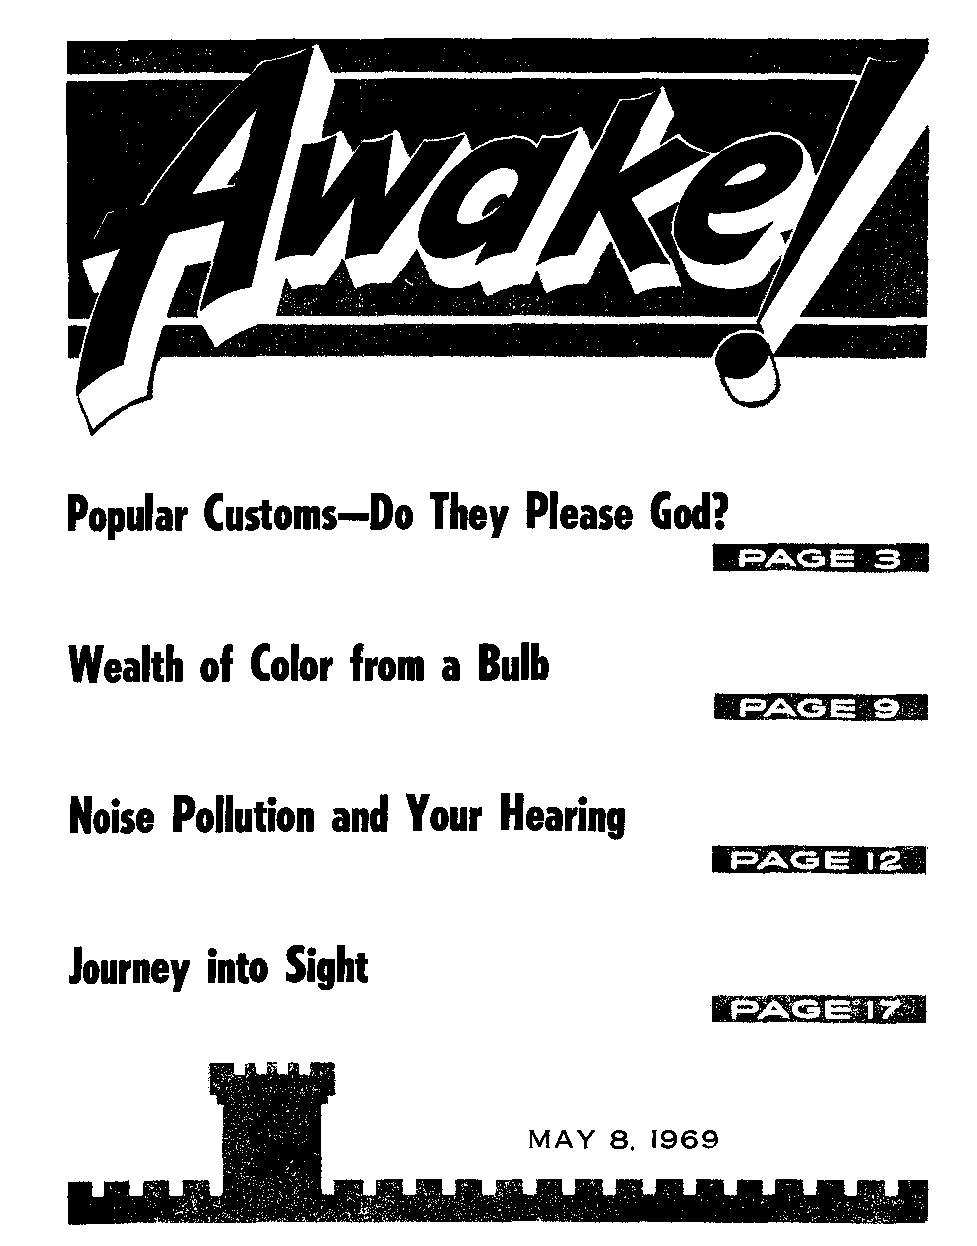 Awake!
Popular Customs—Do They Please God?
PAGE 3
Wealth of Color from a Bulb
PAGE 9
Noise Pollution and Your Hearing
PAGE 12
Journey into Sight
PAGE 17
MAY 8, 1969